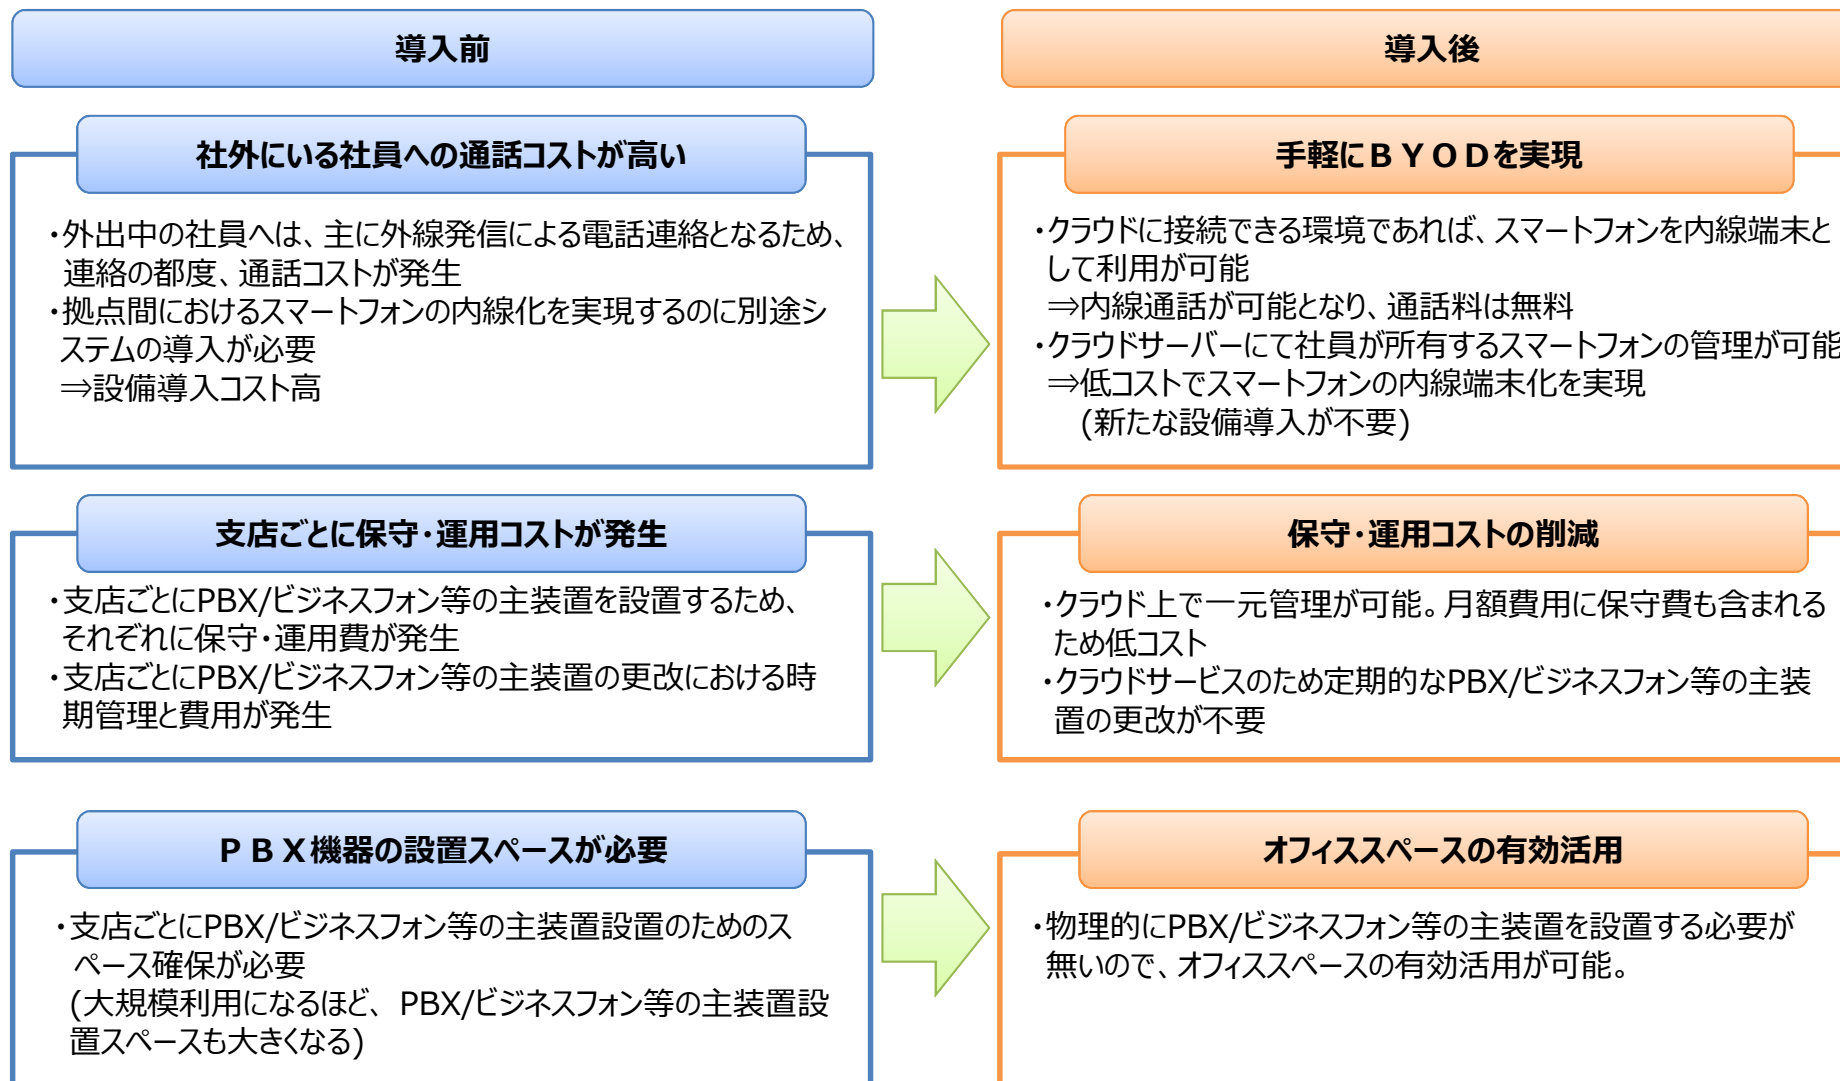 導入前
導入後
社外にいる社員への通話コストが高い
・外出中の社員へは、主に外線発信による電話連絡となるため、
連絡の都度、通話コストが発生
・拠点間におけるスマートフォンの内線化を実現するのに別途シ
ステムの導入が必要
⇒設備導入コスト高
手軽にＢＹＯＤを実現
・クラウドに接続できる環境であれば、スマートフォンを内線端末と
して利用が可能
⇒内線通話が可能となり、通話料は無料
・クラウドサーバーにて社員が所有するスマートフォンの管理が可能
⇒低コストでスマートフォンの内線端末化を実現
(新たな設備導入が不要)
支店ごとに保守・運用コストが発生
・支店ごとにPBX/ビジネスフォン等の主装置を設置するため、
それぞれに保守・運用費が発生
・支店ごとにPBX/ビジネスフォン等の主装置の更改における時
期管理と費用が発生
保守・運用コストの削減
・クラウド上で一元管理が可能。月額費用に保守費も含まれる
ため低コスト
・クラウドサービスのため定期的なPBX/ビジネスフォン等の主装
置の更改が不要
ＰＢＸ機器の設置スペースが必要
・支店ごとにPBX/ビジネスフォン等の主装置設置のためのス
ペース確保が必要
(大規模利用になるほど、PBX/ビジネスフォン等の主装置設
置スペースも大きくなる)
オフィススペースの有効活用
・物理的にPBX/ビジネスフォン等の主装置を設置する必要が
無いので、オフィススペースの有効活用が可能。